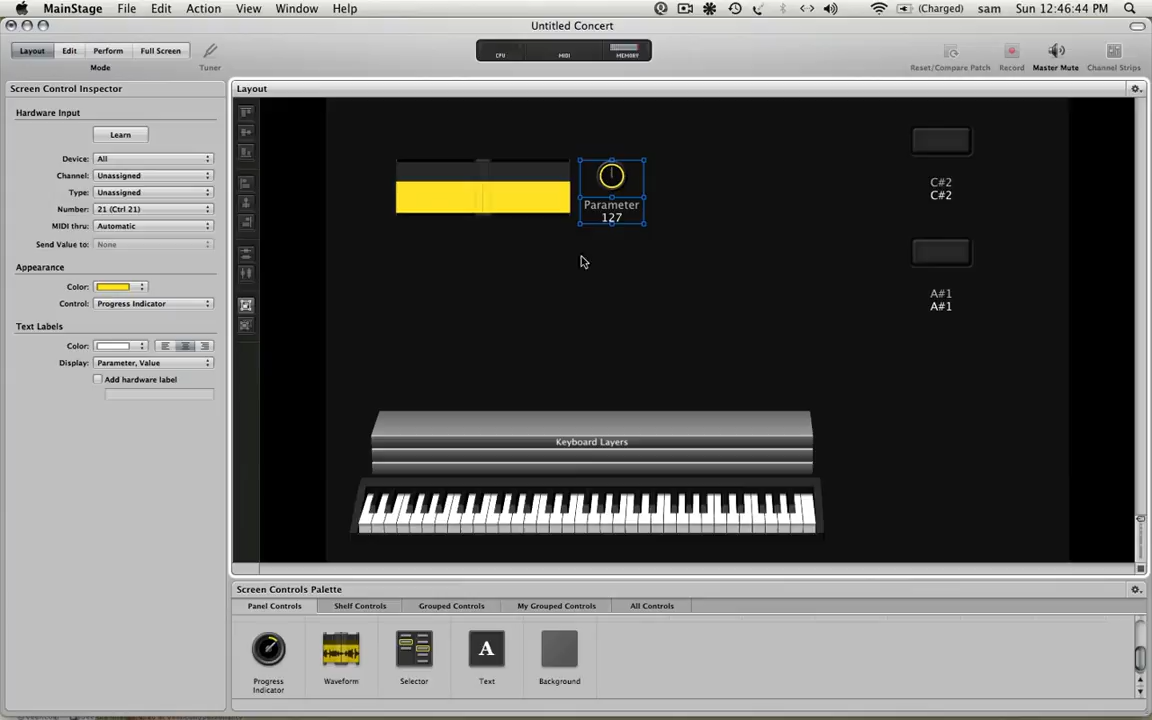 MainStage File Edit Action View Window Help (Charged) sam Sun 12:46:44 PM
Untitled Concert
Layout Edit Perform Full Screen
Mode
Tuner
CPU MIDI MEMORY
Reset/Compare Patch Record Master Mute Channel Strips
Screen Control Inspector
Hardware Input
Learn
Device: All
Channel: Unassigned
Type: Unassigned
Number: 21 (Ctrl 21)
MIDI thru: Automatic
Send Value to: None
Appearance
Color:
Control: Progress Indicator
Text Labels
Color:
Display: Parameter, Value
Add hardware label
Layout
Parameter
127
C#2
C#2
A#1
A#1
Keyboard Layers
Screen Controls Palette
Panel Controls Shelf Controls Grouped Controls My Grouped Controls All Controls
A
Progress Indicator
Waveform
Selector
Text
Background